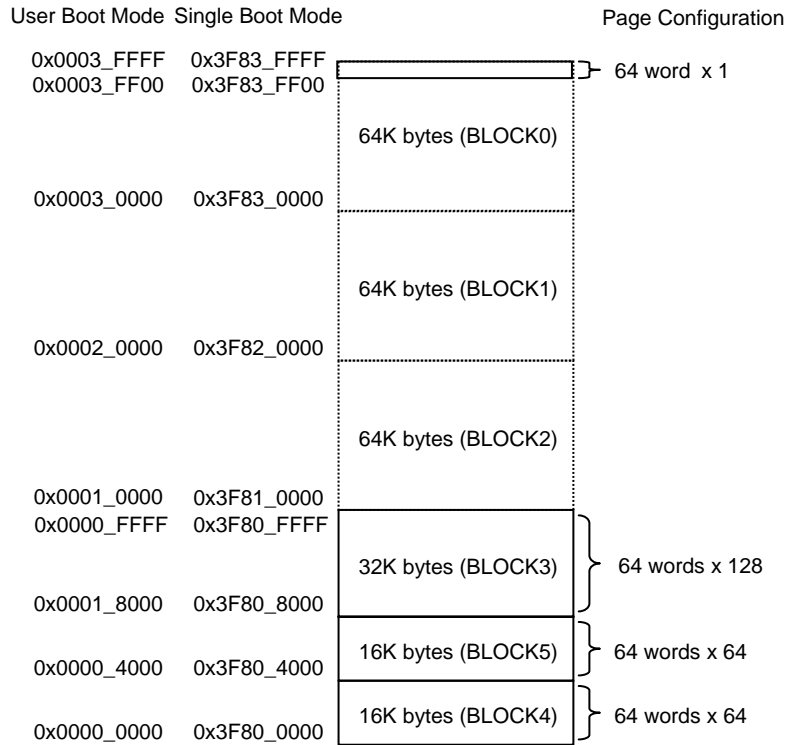 User Boot Mode Single Boot Mode Page Configuration
0x0003_FFFF 0x3F83_FFFF
64 word x 1
0x0003_FF00 0x3F83_FF00
64K bytes (BLOCK0)
0x0003_0000 0x3F83_0000
64K bytes (BLOCK1)
0x0002_0000 0x3F82_0000
64K bytes (BLOCK2)
0x0001_0000 0x3F81_0000
0x0000_FFFF 0x3F80_FFFF
32K bytes (BLOCK3) 64 words x 128
0x0001_8000 0x3F80_8000
16K bytes (BLOCK5) 64 words x 64
0x0000_4000 0x3F80_4000
16K bytes (BLOCK4) 64 words x 64
0x0000_0000 0x3F80_0000